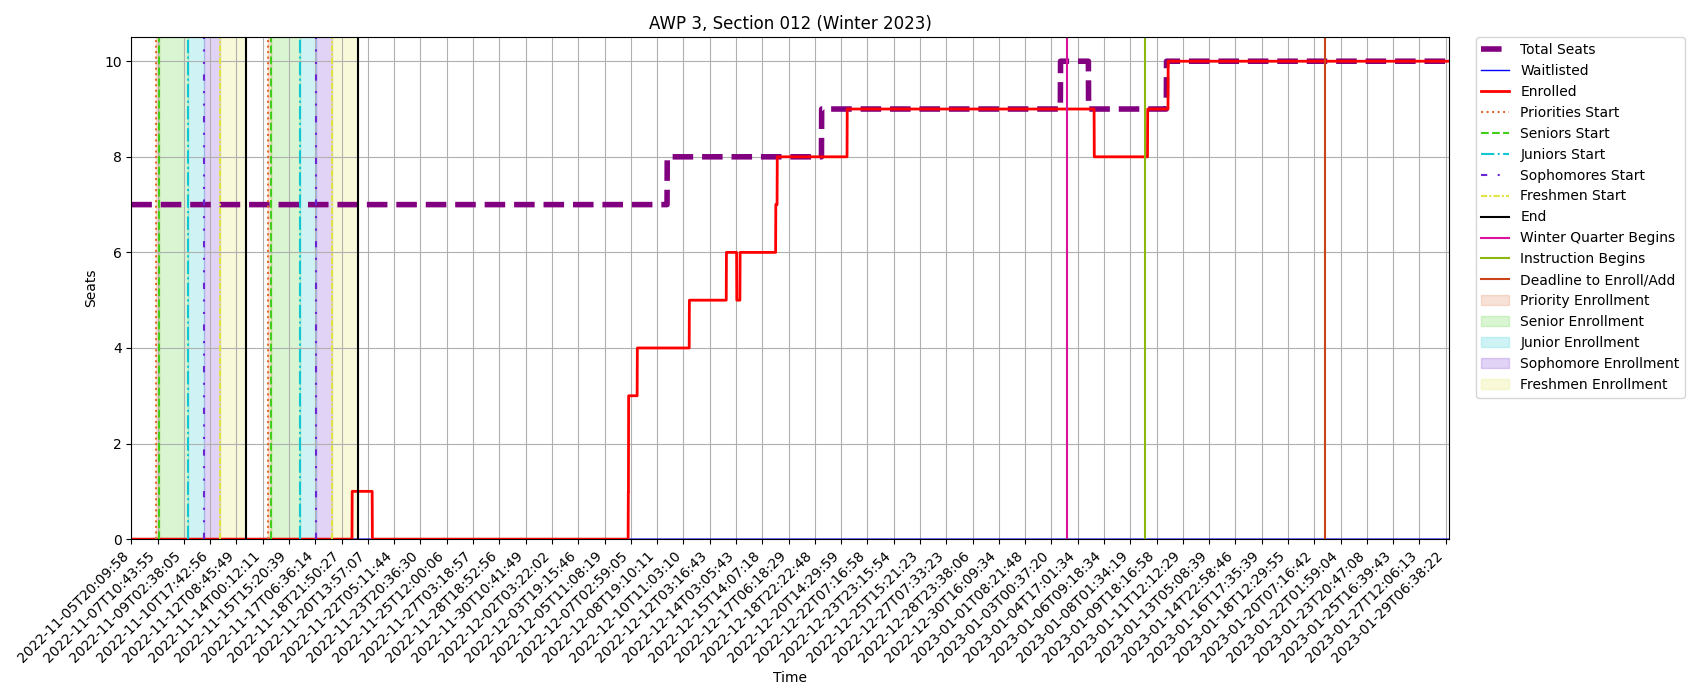 AWP 3, Section 012 (Winter 2023)
Seats
10
8
6
4
2
0
2022-11-05T20:09:58
2022-11-07T10:43:55
2022-11-09T02:38:05
2022-11-10T17:42:56
2022-11-12T08:45:49
2022-11-14T00:12:11
2022-11-15T15:20:39
2022-11-17T06:36:14
2022-11-18T21:50:27
2022-11-20T13:57:07
2022-11-22T05:11:44
2022-11-23T20:36:30
2022-11-25T12:00:06
2022-11-27T03:18:57
2022-11-28T18:52:56
2022-11-30T10:41:49
2022-12-02T03:22:02
2022-12-03T19:15:46
2022-12-05T11:08:19
2022-12-07T02:59:05
2022-12-08T19:10:11
2022-12-10T11:03:10
2022-12-12T03:16:43
2022-12-14T03:05:43
2022-12-15T14:07:18
2022-12-17T06:18:29
2022-12-18T22:22:48
2022-12-20T14:29:59
2022-12-22T07:16:58
2022-12-23T23:15:54
2022-12-25T15:21:23
2022-12-27T07:33:23
2022-12-28T23:38:06
2022-12-30T16:09:34
2023-01-01T08:21:48
2023-01-03T00:37:20
2023-01-04T17:01:34
2023-01-06T09:18:34
2023-01-08T01:34:19
2023-01-09T18:16:58
2023-01-11T12:12:29
2023-01-13T05:08:39
2023-01-14T22:58:46
2023-01-16T17:35:39
2023-01-18T12:29:55
2023-01-20T07:16:42
2023-01-22T01:59:04
2023-01-23T20:47:08
2023-01-25T16:39:43
2023-01-27T12:06:13
2023-01-29T06:38:22
Time
Total Seats
Waitlisted
Enrolled
Priorities Start
Seniors Start
Juniors Start
Sophomores Start
Freshmen Start
End
Winter Quarter Begins
Instruction Begins
Deadline to Enroll/Add
Priority Enrollment
Senior Enrollment
Junior Enrollment
Sophomore Enrollment
Freshmen Enrollment